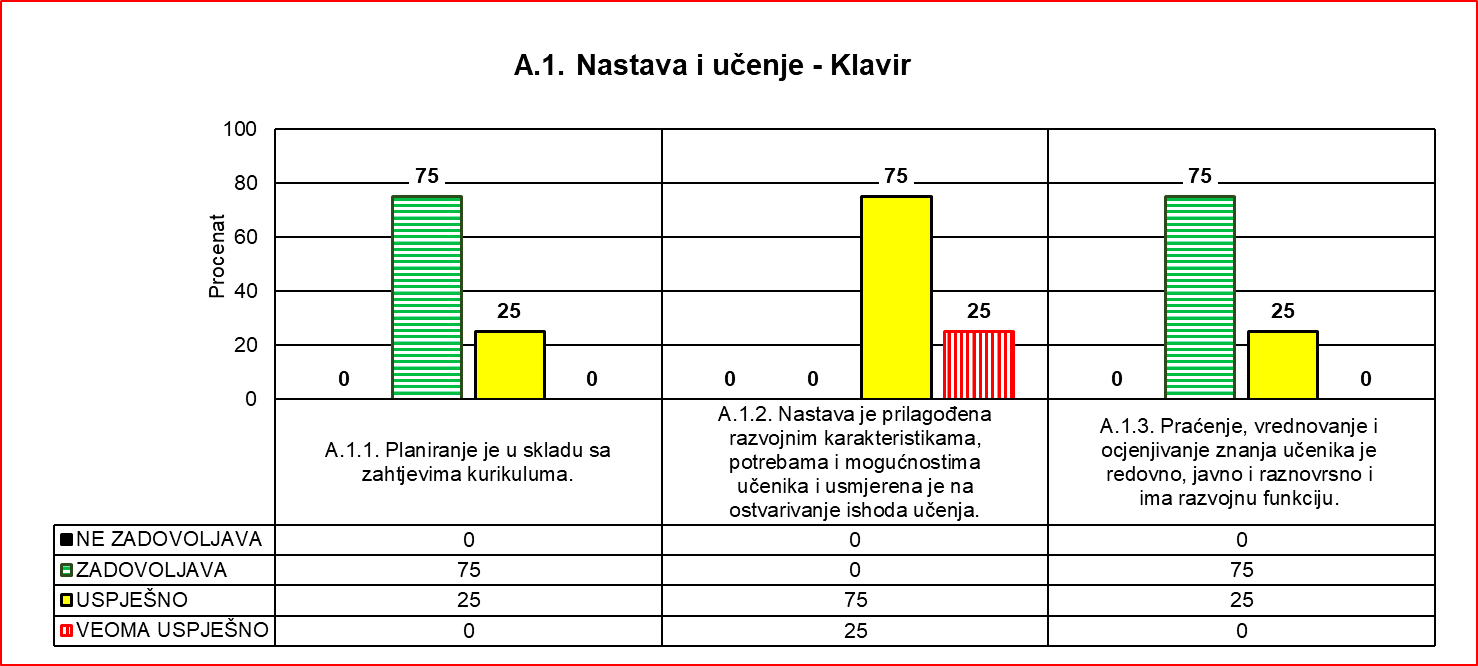 A.1. Nastava i učenje - Klavir
Procenat
100
80
60
40
20
0
0
75
25
0
0
0
75
25
0
75
25
0
A.1.1. Planiranje je u skladu sa
zahtjevima kurikuluma.
A.1.2. Nastava je prilagođena
razvojnim karakteristikama,
potrebama i mogućnostima
učenika i usmjerena je na
ostvarivanje ishoda učenja.
A.1.3. Praćenje, vrednovanje i
ocjenjivanje znanja učenika je
redovno, javno i raznovrsno i
ima razvojnu funkciju.
NE ZADOVOLJAVA 0 0 0
ZADOVOLJAVA 75 0 75
USPJEŠNO 25 75 25
VEOMA USPJEŠNO 0 25 0